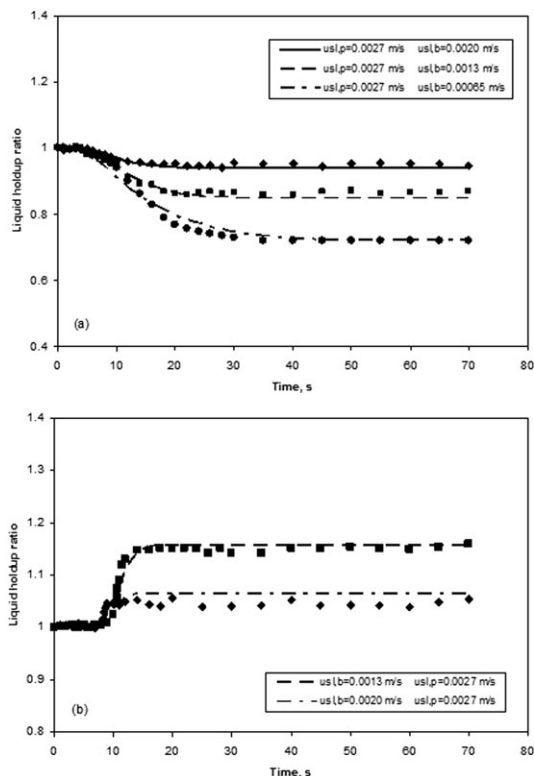 1.4
usl,p=0.0027 m/s usl,b=0.0020 m/s
usl,p=0.0027 m/s usl,b=0.0013 m/s
usl,p=0.0027 m/s usl,b=0.00065 m/s
1.2
Liquid holdup ratio
1
0.8
0.6
(a)
0.4
0 10 20 30 40 50 60 70 80
Time, s
1.4
1.3
1.2
Liquid holdup ratio
1.1
1
0.9
usl,b=0.0013 m/s usl,p=0.0027 m/s
usl,b=0.0020 m/s usl,p=0.0027 m/s
(b)
0.8
0 10 20 30 40 50 60 70 80
Time, s